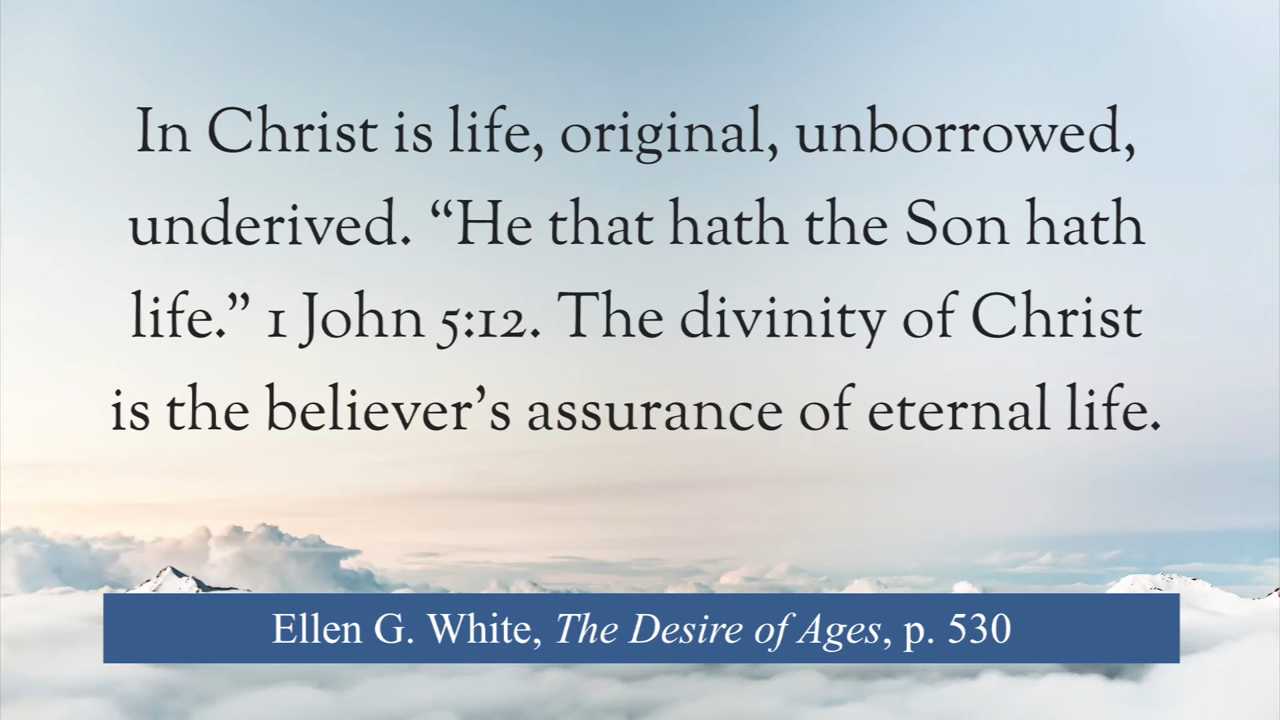 In Christ is life, original, unborrowed,
underived. “He that hath the Son hath
life.” 1 John 5:12. The divinity of Christ
is the believer’s assurance of eternal life.
Ellen G. White, The Desire of Ages, p. 530